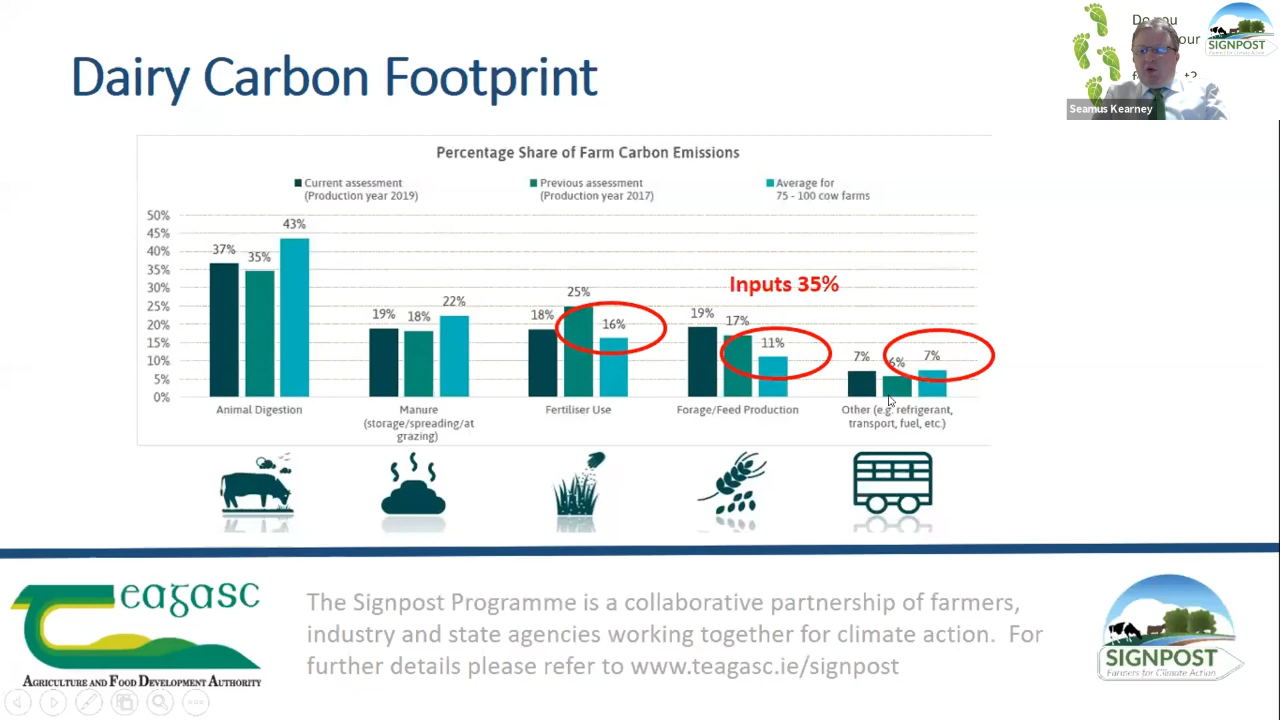 Dairy Carbon Footprint
Do you
our
SIGNPOST
Seamus Kearney
Percentage Share of Farm Carbon Emissions
Current assessment
(Production year 2019)
Previous assessment
(Production year 2017)
Average for
75 - 100 cow farms
50%
45%
40%
35%
30%
25%
20%
15%
10%
5%
0%
37%
35%
43%
19%
18%
22%
18%
25%
16%
19%
17%
11%
7%
6%
7%
Inputs 35%
Animal Digestion
Manure
(storage/spreading/at
grazing)
Fertiliser Use
Forage/Feed Production
Other (e.g. refrigerant,
transport, fuel, etc.)
Teagasc
AGRICULTURE AND FOOD DEVELOPMENT AUTHORITY
The Signpost Programme is a collaborative partnership of farmers,
industry and state agencies working together for climate action.  For
further details please refer to www.teagasc.ie/signpost
SIGNPOST
Farmers for Climate Action